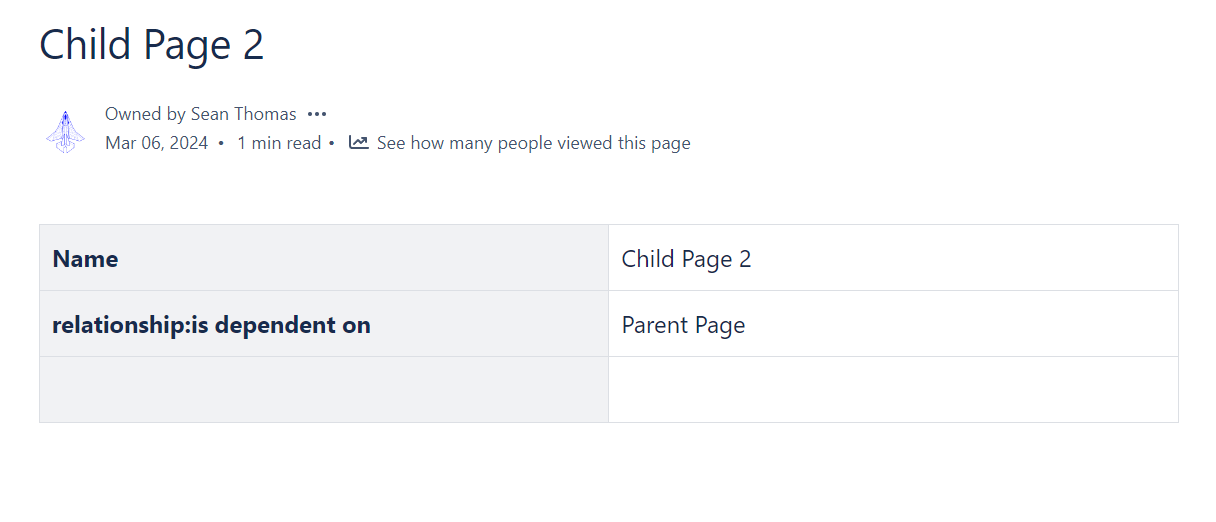 Child Page 2
Owned by Sean Thomas •••
Mar 06, 2024 • 1 min read • See how many people viewed this page
Name Child Page 2
relationship:is dependent on Parent Page